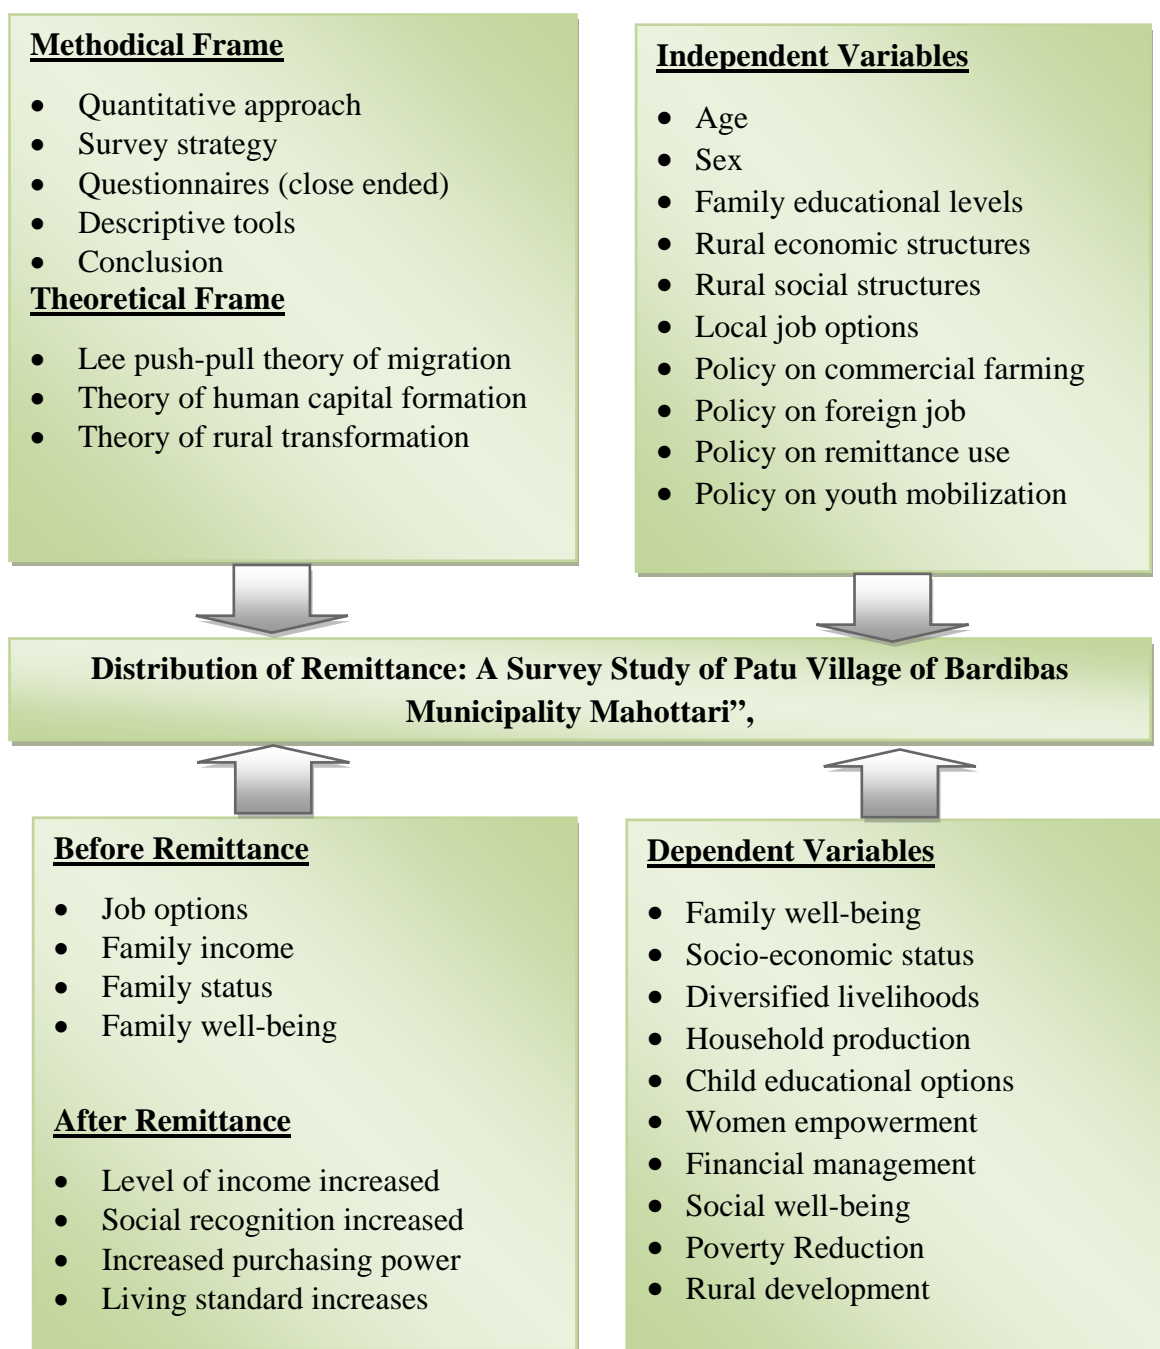 Methodical Frame
• Quantitative approach
• Survey strategy
• Questionnaires (close ended)
• Descriptive tools
• Conclusion
Theoretical Frame
• Lee push-pull theory of migration
• Theory of human capital formation
• Theory of rural transformation
Independent Variables
• Age
• Sex
• Family educational levels
• Rural economic structures
• Rural social structures
• Local job options
• Policy on commercial farming
• Policy on foreign job
• Policy on remittance use
• Policy on youth mobilization
Distribution of Remittance: A Survey Study of Patu Village of Bardibas
Municipality Mahottari”,
Before Remittance
• Job options
• Family income
• Family status
• Family well-being
After Remittance
• Level of income increased
• Social recognition increased
• Increased purchasing power
• Living standard increases
Dependent Variables
• Family well-being
• Socio-economic status
• Diversified livelihoods
• Household production
• Child educational options
• Women empowerment
• Financial management
• Social well-being
• Poverty Reduction
• Rural development